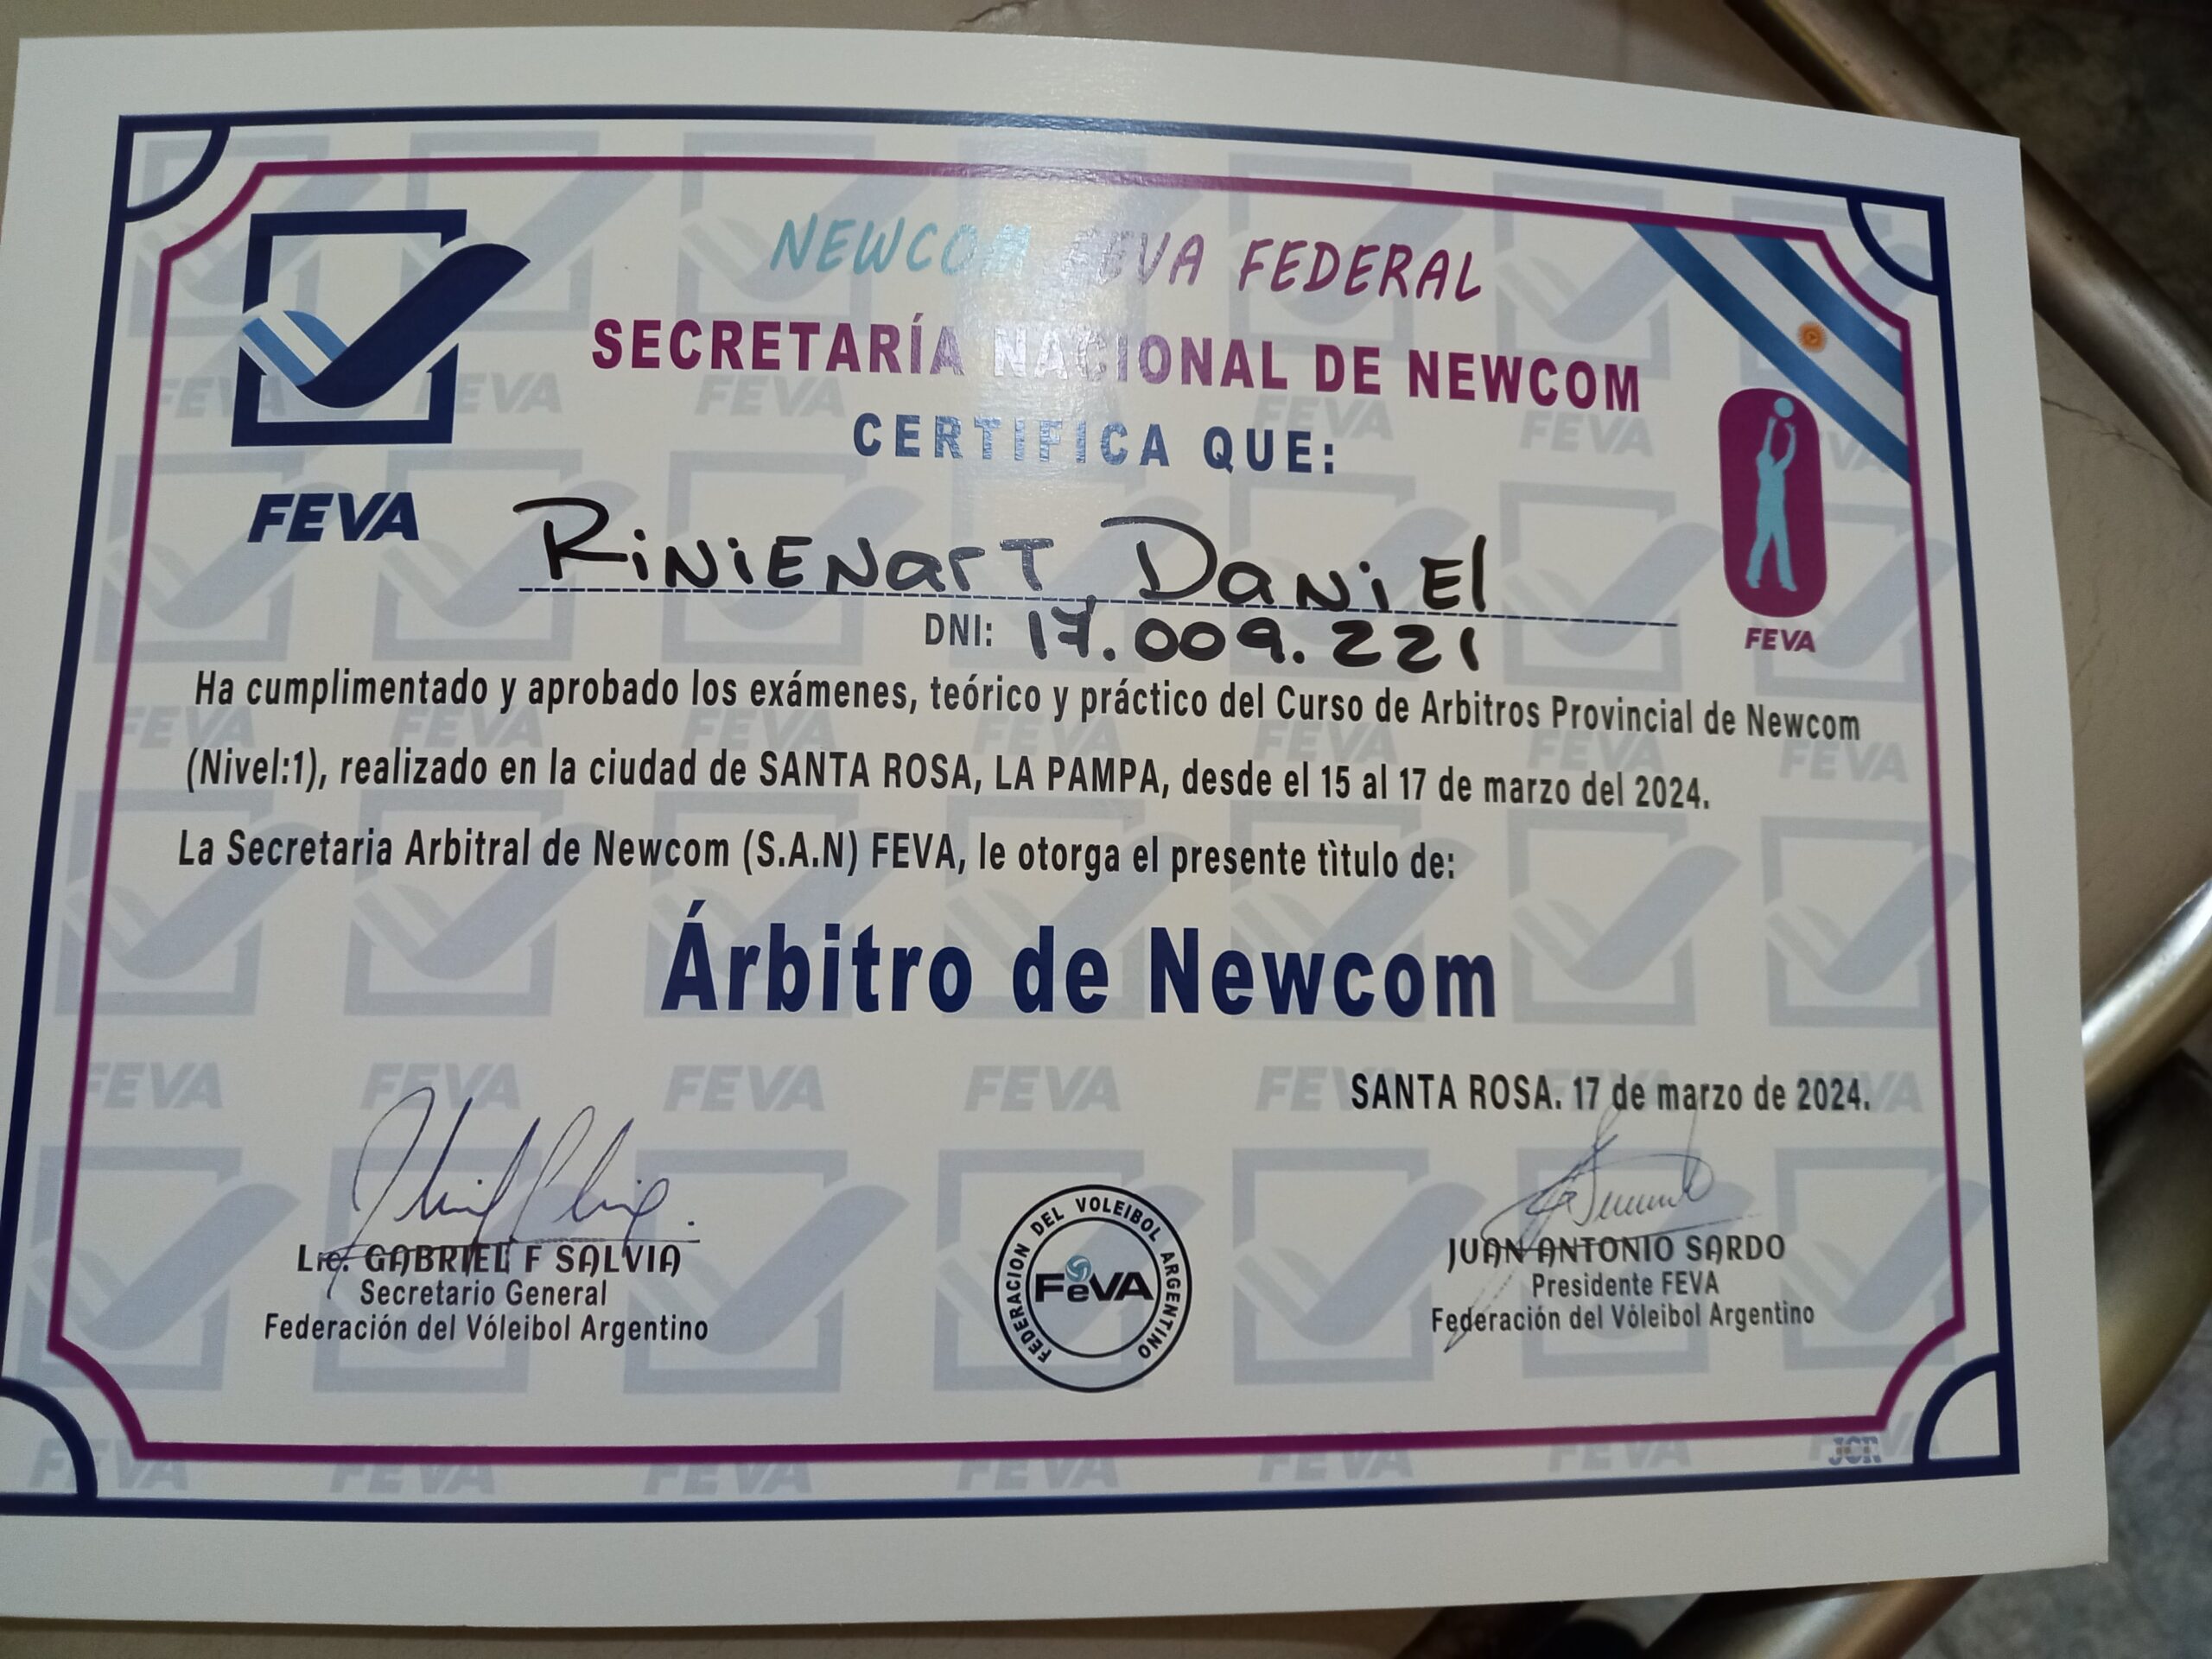 NEWCOM FEVA FEDERAL
SECRETARÍA NACIONAL DE NEWCOM
CERTIFICA QUE:
FEVA
RiNiENarT DaNiEl
DNI: 17.009.221
FEVA
Ha cumplimentado y aprobado los exámenes, teórico y práctico del Curso de Arbitros Provincial de Newcom
(Nivel:1), realizado en la ciudad de SANTA ROSA, LA PAMPA, desde el 15 al 17 de marzo del 2024.
La Secretaria Arbitral de Newcom (S.A.N) FEVA, le otorga el presente tìtulo de:
Árbitro de Newcom
SANTA ROSA. 17 de marzo de 2024.
Lic. GABRIEL F SALVIA
Secretario General
Federación del Vóleibol Argentino
FEDERACION DEL VOLEIBOL ARGENTINO
FeVA
JUAN ANTONIO SARDO
Presidente FEVA
Federación del Vóleibol Argentino